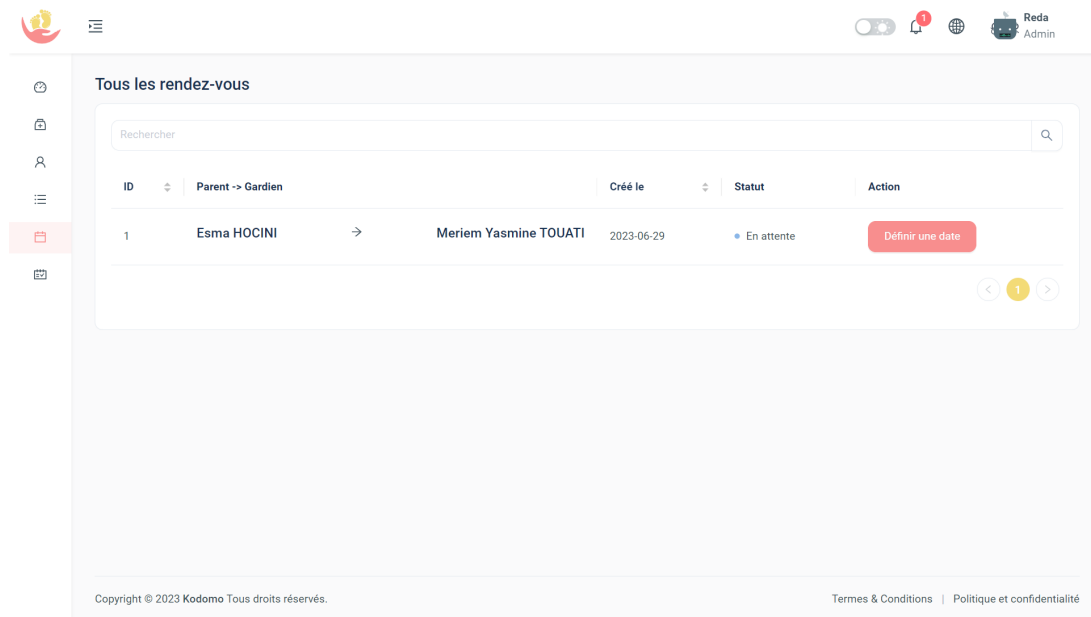 1
Reda
Admin
Tous les rendez-vous
Rechercher
ID Parent -> Gardien Créé le Statut Action
1 Esma HOCINI → Meriem Yasmine TOUATI 2023-06-29 En attente Définir une date
< 1 >
Copyright © 2023 Kodomo Tous droits réservés. Termes & Conditions | Politique et confidentialité